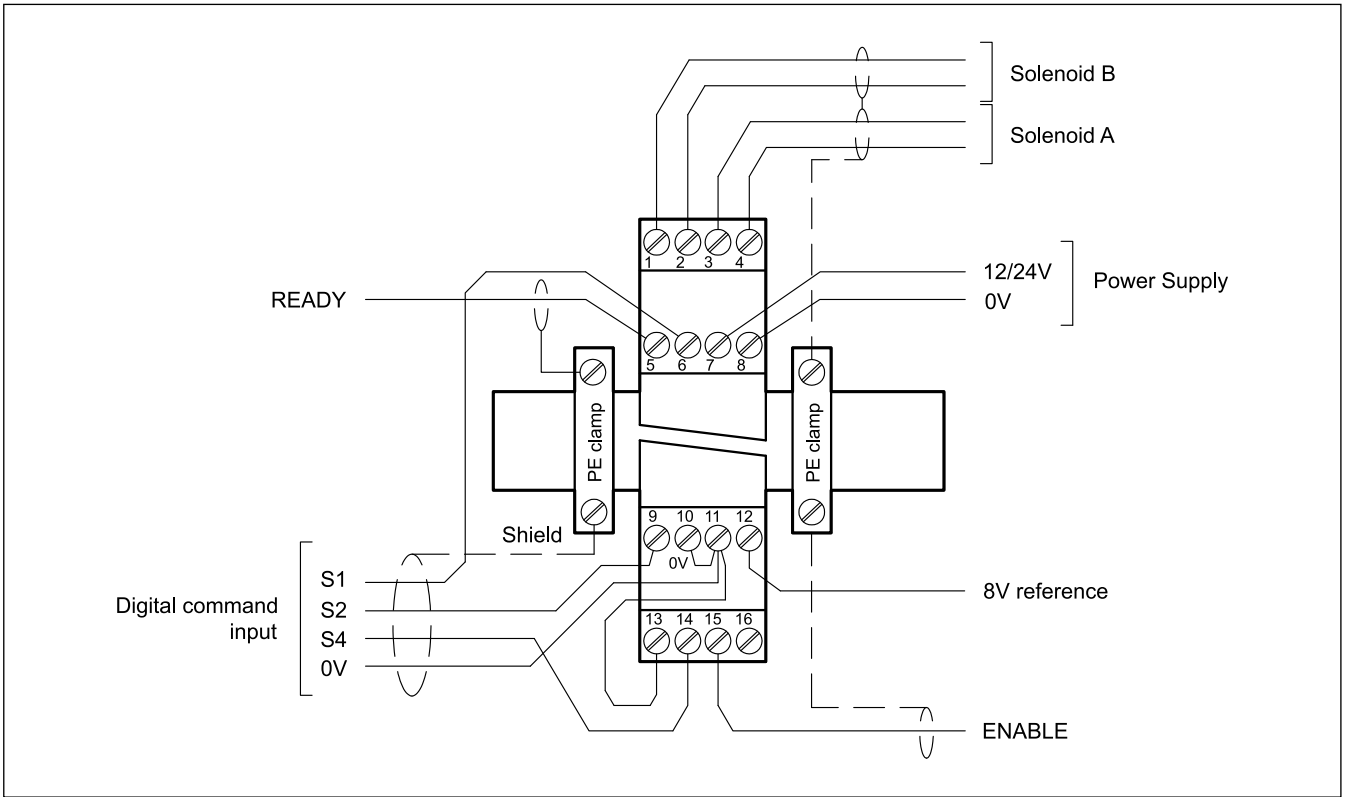 Solenoid B
Solenoid A
1 2 3 4
12/24V
Power Supply
READY
0V
5 6 7 8
PE clamp
PE clamp
9 10 11 12
Shield
0V
S1
8V reference
Digital command
input
S2
13 14 15 16
S4
0V
ENABLE